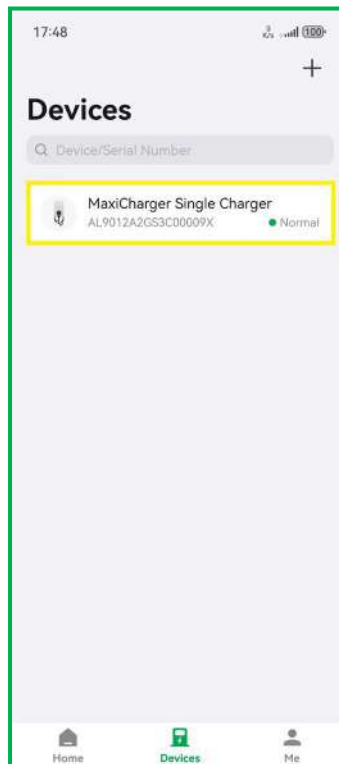 17:48
100
Devices
Device/Serial Number
MaxiCharger Single Charger
AL9012A2GS3C00009X
Normal
Home
Devices
Me